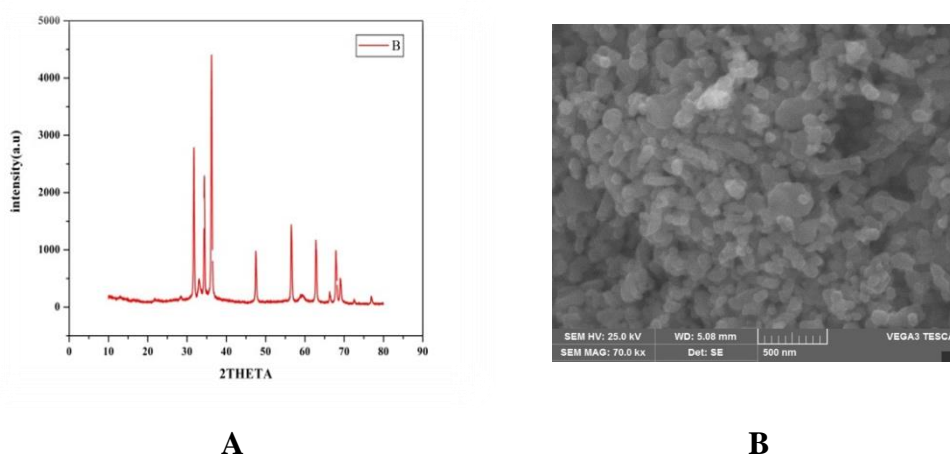 5000
4000
3000
2000
1000
0
intensity(a.u)
B
0 10 20 30 40 50 60 70 80 90
2THETA
SEM HV: 25.0 kV WD: 5.08 mm VEGA3 TESCA
SEM MAG: 70.0 kx Det: SE 500 nm
A B